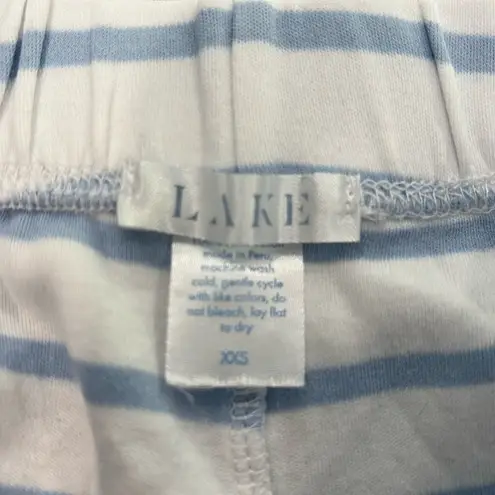 LAKE
made in Peru,
machine wash
cold, gentle cycle
with like colors, do
not bleach, lay flat
to dry
XXS